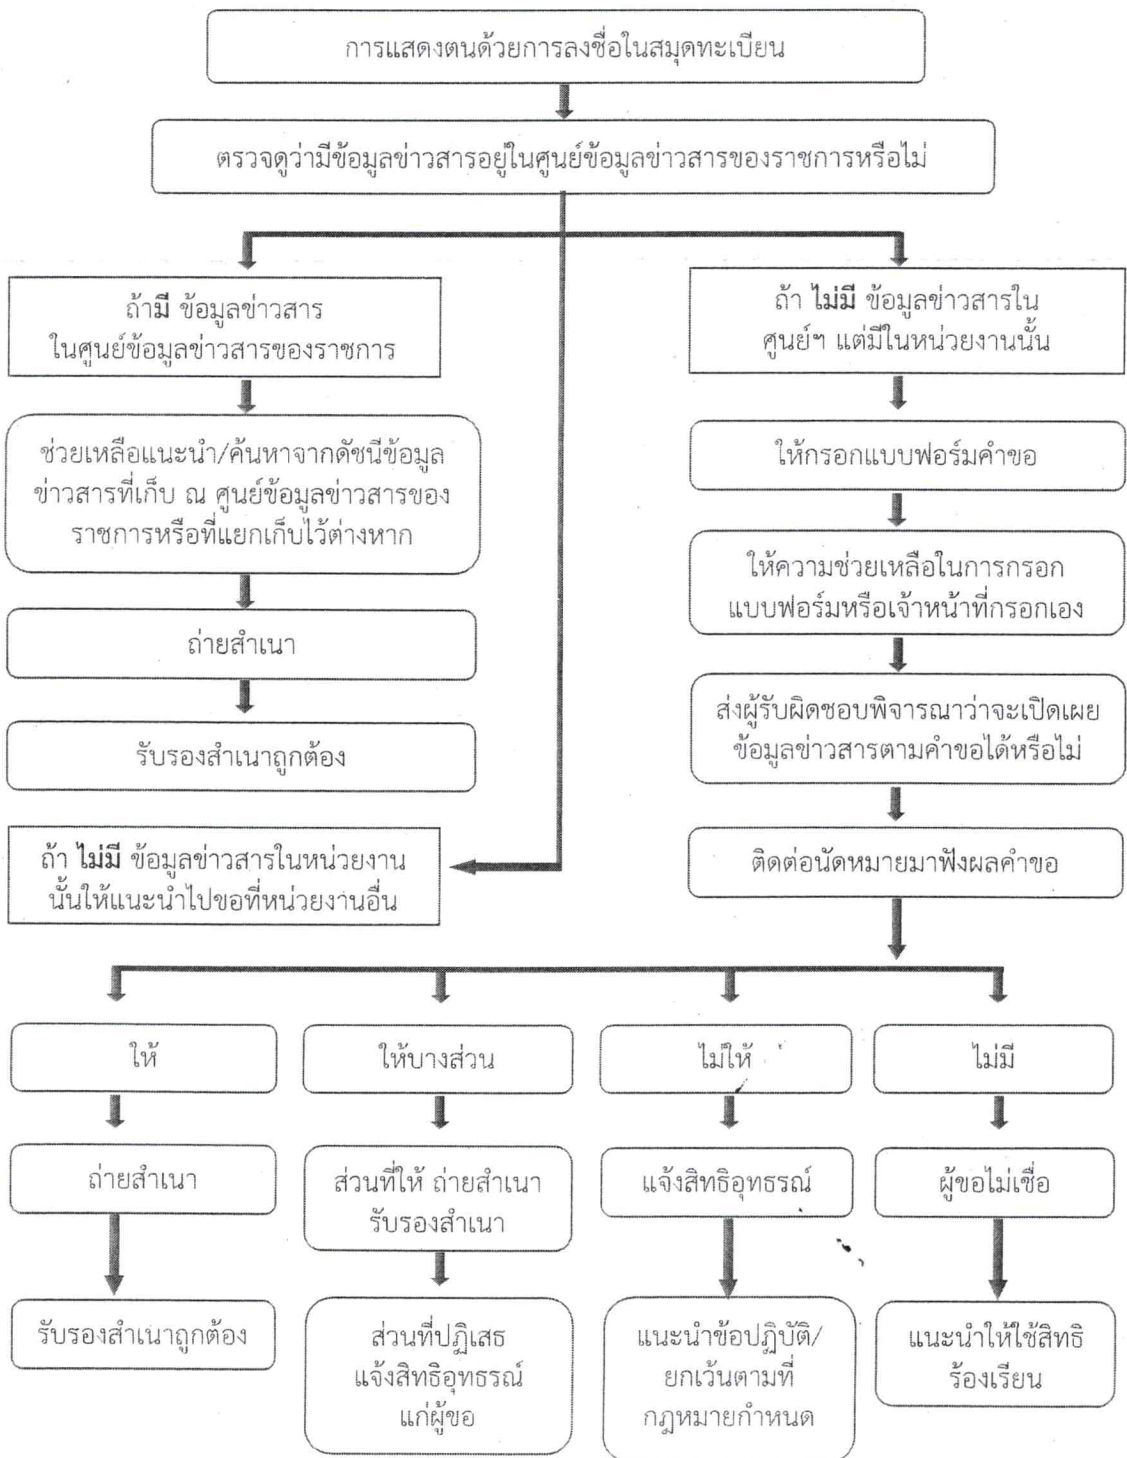 การแสดงตนด้วยการลงชื่อในสมุดทะเบียน
ตรวจดูว่ามีข้อมูลข่าวสารอยู่ในศูนย์ข้อมูลข่าวสารของราชการหรือไม่
ถ้ามี ข้อมูลข่าวสาร
ในศูนย์ข้อมูลข่าวสารของราชการ
ช่วยเหลือแนะนำ/ค้นหาจากดัชนีข้อมูล
ข่าวสารที่เก็บ ณ ศูนย์ข้อมูลข่าวสารของ
ราชการหรือที่แยกเก็บไว้ต่างหาก
ถ่ายสำเนา
รับรองสำเนาถูกต้อง
ถ้า ไม่มี ข้อมูลข่าวสารในหน่วยงาน
นั้นให้แนะนำไปขอที่หน่วยงานอื่น
ถ้า ไม่มี ข้อมูลข่าวสารใน
ศูนย์ฯ แต่มีในหน่วยงานนั้น
ให้กรอกแบบฟอร์มคำขอ
ให้ความช่วยเหลือในการกรอก
แบบฟอร์มหรือเจ้าหน้าที่กรอกเอง
ส่งผู้รับผิดชอบพิจารณาว่าจะเปิดเผย
ข้อมูลข่าวสารตามคำขอได้หรือไม่
ติดต่อนัดหมายมาฟังผลคำขอ
ให้
ถ่ายสำเนา
รับรองสำเนาถูกต้อง
ให้บางส่วน
ส่วนที่ให้ ถ่ายสำเนา
รับรองสำเนา
ส่วนที่ปฏิเสธ
แจ้งสิทธิอุทธรณ์
แก่ผู้ขอ
ไม่ให้
แจ้งสิทธิอุทธรณ์
แนะนำข้อปฏิบัติ/
ยกเว้นตามที่
กฎหมายกำหนด
ไม่มี
ผู้ขอไม่เชื่อ
แนะนำให้ใช้สิทธิ
ร้องเรียน